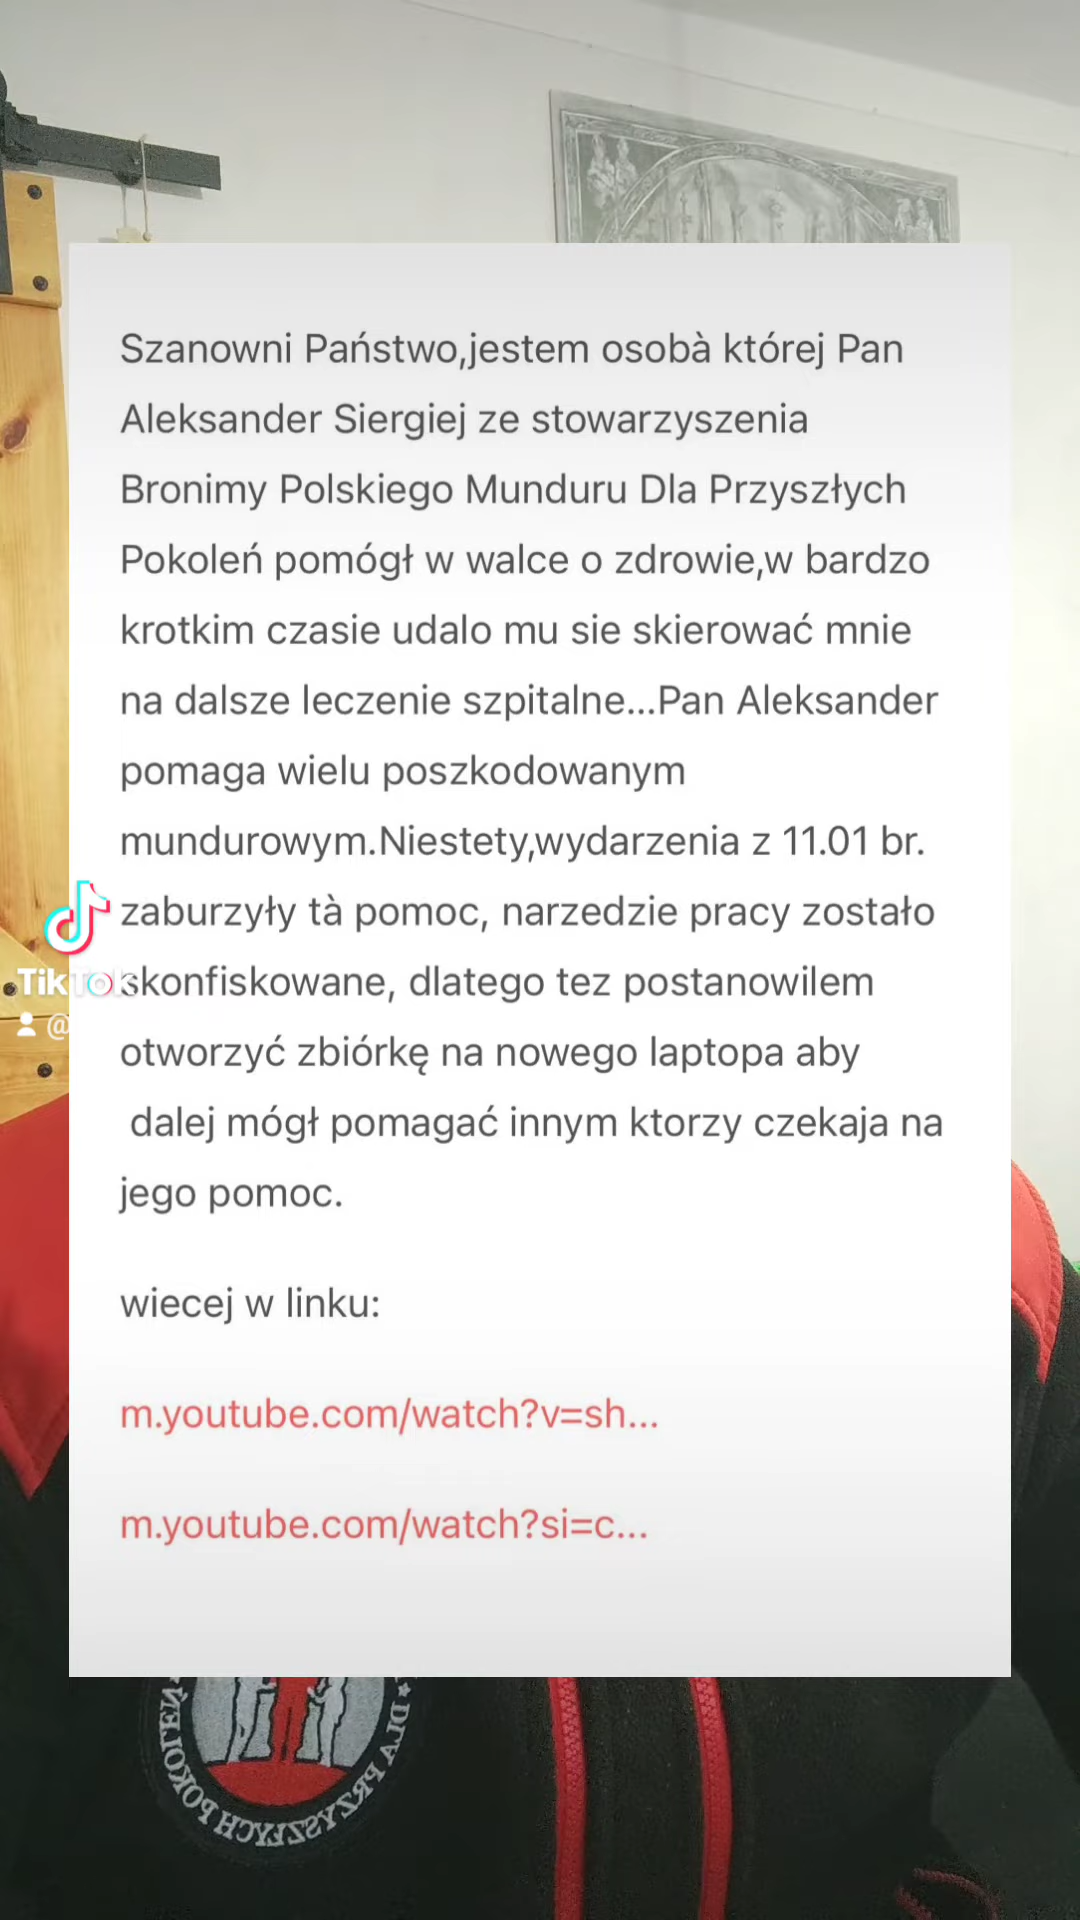 Szanowni Państwo,jestem osobà której Pan
Aleksander Siergiej ze stowarzyszenia
Bronimy Polskiego Munduru Dla Przyszłych
Pokoleń pomógł w walce o zdrowie,w bardzo
krotkim czasie udalo mu sie skierować mnie
na dalsze leczenie szpitalne...Pan Aleksander
pomaga wielu poszkodowanym
mundurowym.Niestety,wydarzenia z 11.01 br.
zaburzyły tà pomoc, narzedzie pracy zostało
skonfiskowane, dlatego tez postanowilem
otworzyć zbiórkę na nowego laptopa aby
dalej mógł pomagać innym ktorzy czekaja na
jego pomoc.
wiecej w linku:
m.youtube.com/watch?v=sh...
m.youtube.com/watch?si=c...
TikTok
@
DLA PRZYSZŁYCH POKOLEŃ